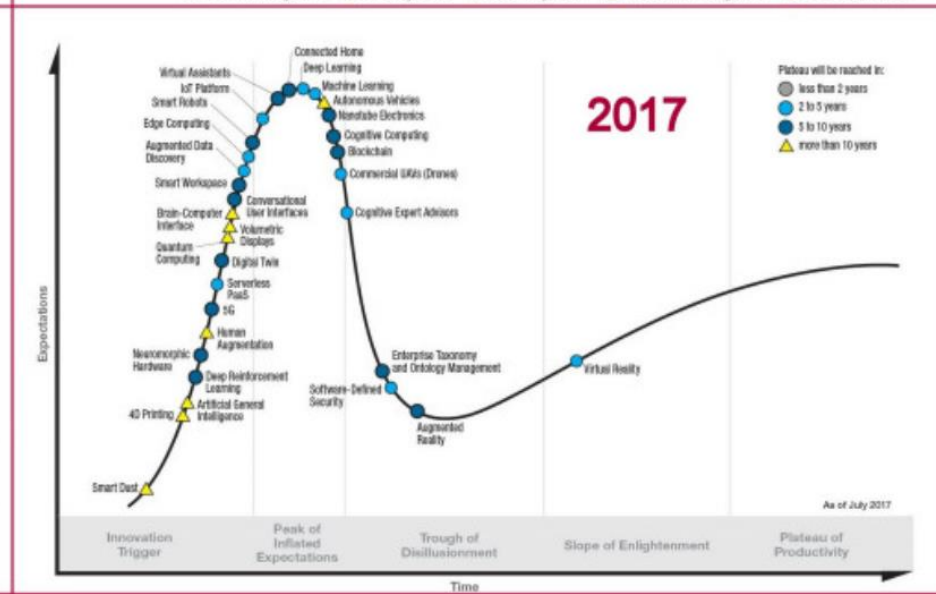 Connected Home
Deep Learning
Virtual Assistants
Machine Learning
IoT Platform
Autonomous Vehicles
Smart Robots
Nanotube Electronics
Edge Computing
Cognitive Computing
Augmented Data
Discovery
Blockchain
Commercial UAVs (Drones)
Smart Workspace
Conversational
User Interfaces
Brain-Computer
Interface
Cognitive Expert Advisors
Volumetric
Displays
Quantum
Computing
Digital Twin
Serverless
PaaS
5G
Human
Augmentation
Neuromorphic
Hardware
Deep Reinforcement
Learning
Artificial General
Intelligence
4D Printing
Smart Dust
Enterprise Taxonomy
and Ontology Management
Software-Defined
Security
Augmented
Reality
Virtual Reality
2017
Plateau will be reached in:
less than 2 years
2 to 5 years
5 to 10 years
more than 10 years
Expectations
As of July 2017
Innovation
Trigger
Peak of
Inflated
Expectations
Trough of
Disillusionment
Slope of Enlightenment
Plateau of
Productivity
Time